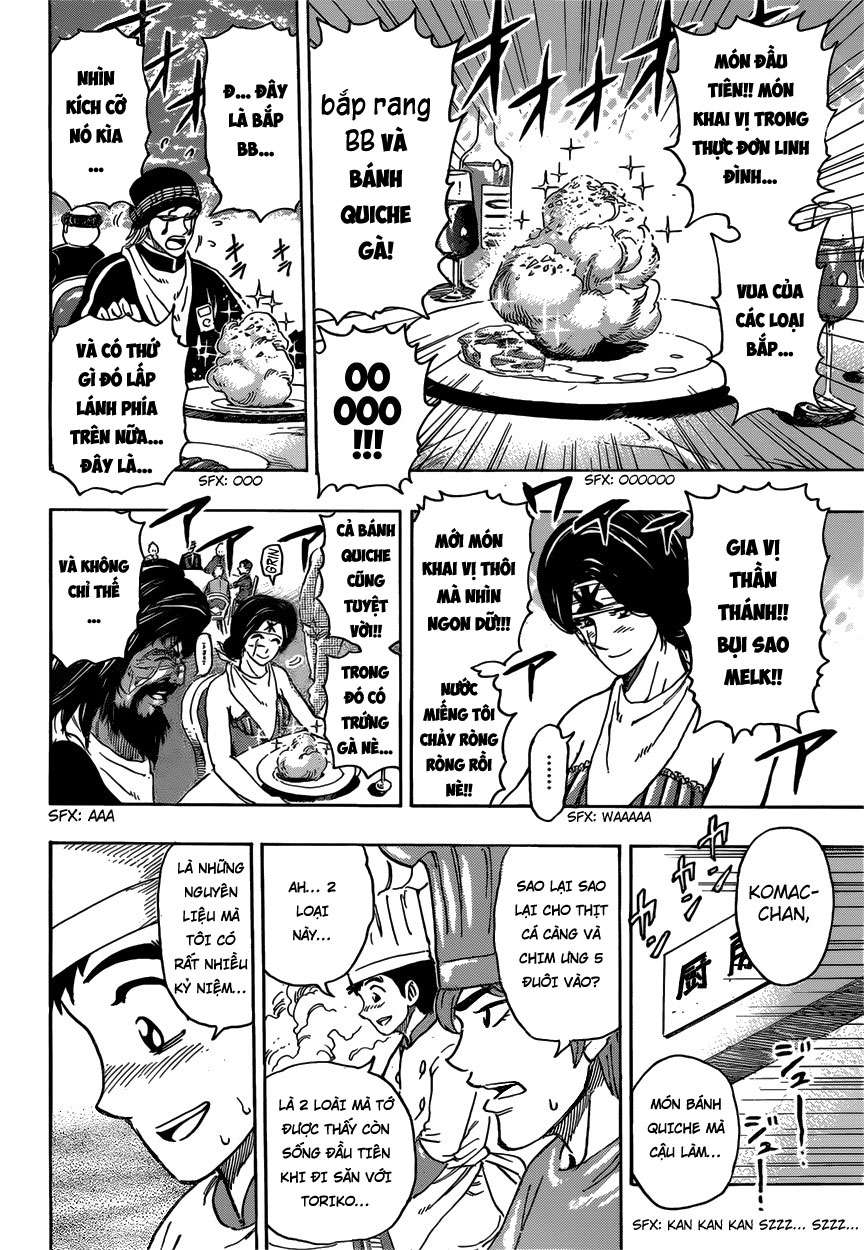 MÓN ĐẦU
TIÊN!! MÓN
KHAI VỊ TRONG
THỰC ĐƠN LINH
ĐÌNH...
VUA CỦA
CÁC LOẠI
BẮP...
bắp rang
BB VÀ
BÁNH
QUICHE
GÀ!
OO
OOO
!!!
SFX: OOOOOO
Đ... ĐÂY
LÀ BẮP
BB...
NHÌN
KÍCH CỠ
NÓ KÌA
...
VÀ CÓ THỨ
GÌ ĐÓ LẤP
LÁNH PHÍA
TRÊN NỮA...
ĐÂY LÀ...
SFX: OOO
GIA VỊ
THẦN
THÁNH!!
BỤI SAO
MELK!!
MỚI MÓN
KHAI VỊ THÔI
MÀ NHÌN
NGON DỮ!!!
NƯỚC
MIẾNG TÔI
CHẢY RÒNG
RÒNG RỒI
NÈ!!
......
SFX: WAAAAA
CẢ BÁNH
QUICHE
CŨNG
TUYỆT
VỜI!!
TRONG
ĐÓ CÓ
TRỨNG
GÀ NÈ...
GRIN
VÀ KHÔNG
CHỈ THẾ
...
SFX: AAA
KOMAC-
CHAN,
厨房
MÓN BÁNH
QUICHE MÀ
CẬU LÀM...
SFX: KAN KAN KAN SZZZ... SZZZ...
SAO LẠI SAO
LẠI CHO THỊT
CÁ CẢNG VÀ
CHIM ƯNG 5
ĐUÔI VÀO?
AH... 2
LOẠI
NÀY...
LÀ 2 LOÀI MÀ TỚ
ĐƯỢC THẤY CÒN
SỐNG ĐẦU TIÊN
KHI ĐI SĂN VỚI
TORIKO...
LÀ NHỮNG
NGUYÊN
LIỆU MÀ
TÔI CÓ
RẤT NHIỀU
KỶ NIỆM...